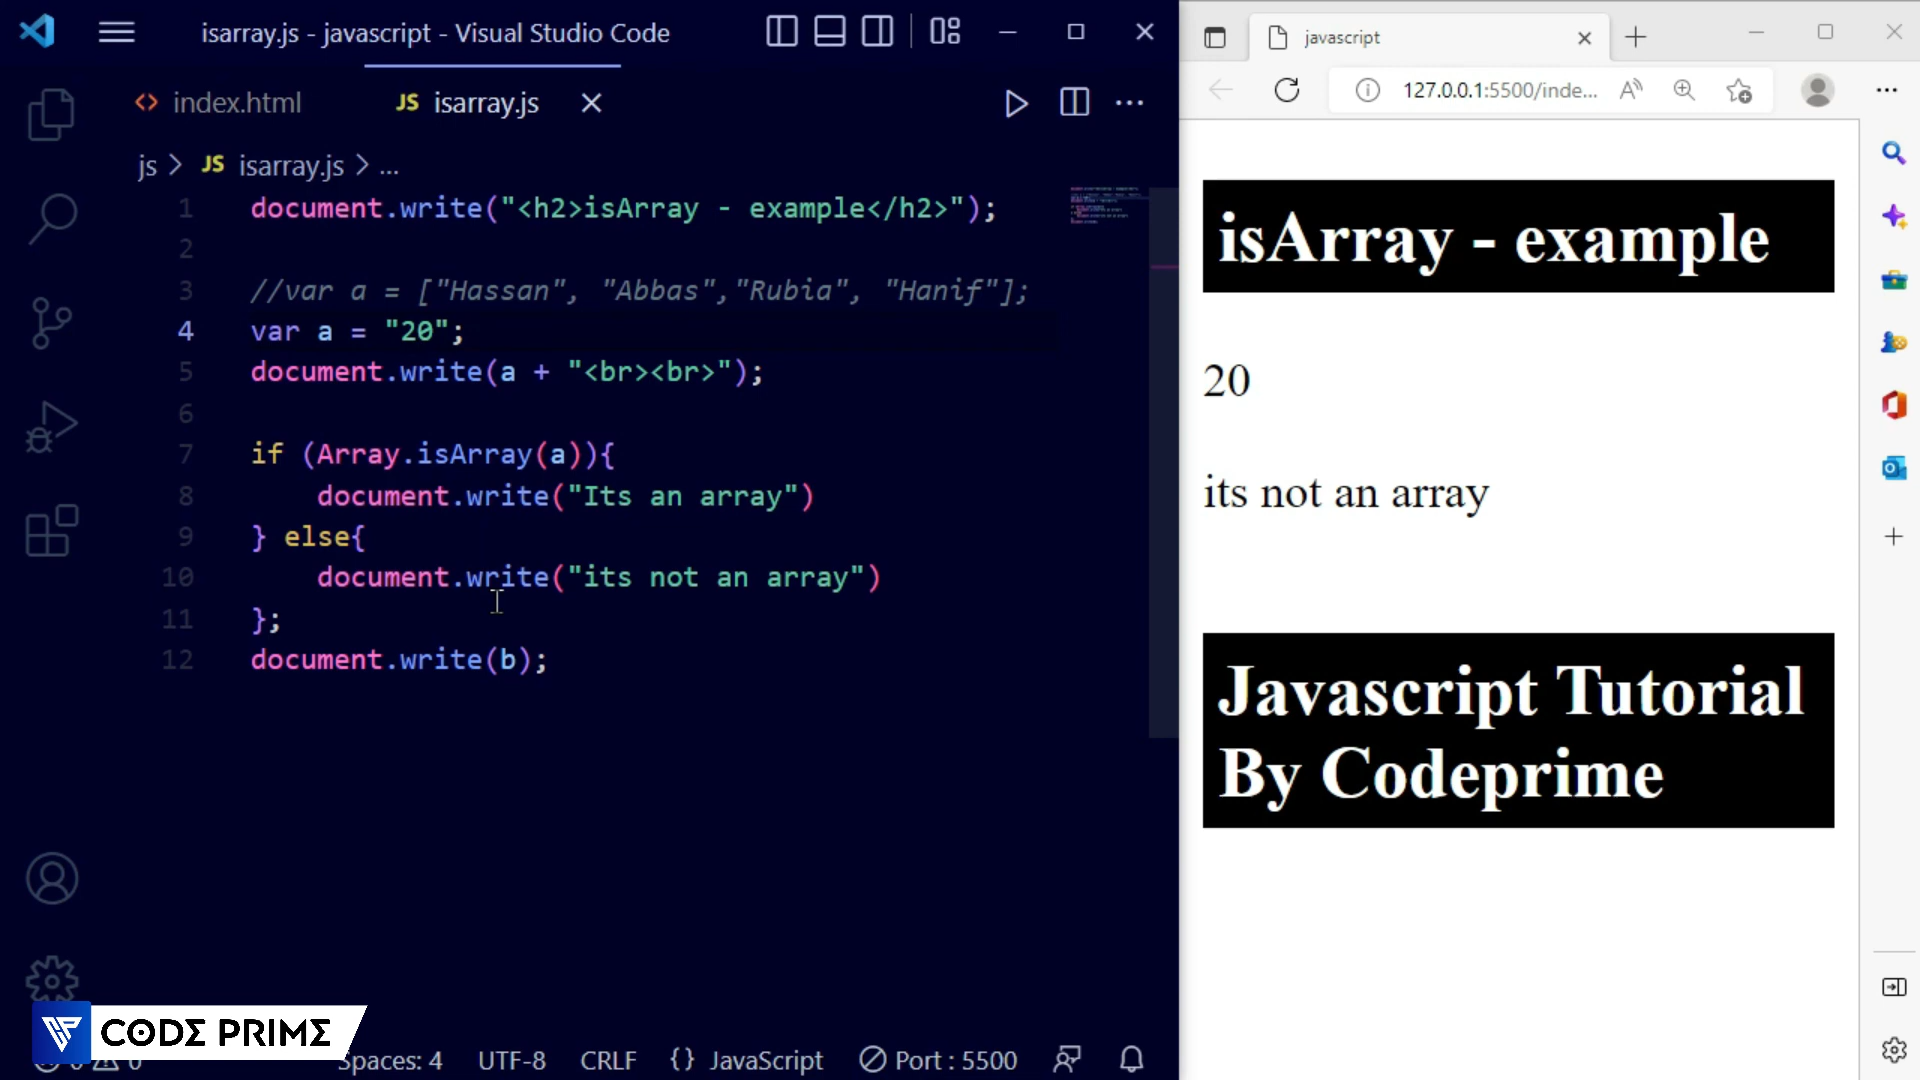 isarray.js - javascript - Visual Studio Code
index.html
JS isarray.js
js > JS isarray.js > ...
1 document.write("<h2>isArray - example</h2>");
2
3 //var a = ["Hassan", "Abbas","Rubia", "Hanif"];
4 var a = "20";
5 document.write(a + "<br><br>");
6
7 if (Array.isArray(a)){
8 document.write("Its an array")
9 } else{
10 document.write("its not an array")
11 };
12 document.write(b);
CODΣ PRIMΣ
Spaces: 4 UTF-8 CRLF {} JavaScript Port : 5500
javascript
127.0.0.1:5500/inde...
isArray - example
20
its not an array
Javascript Tutorial
By Codeprime